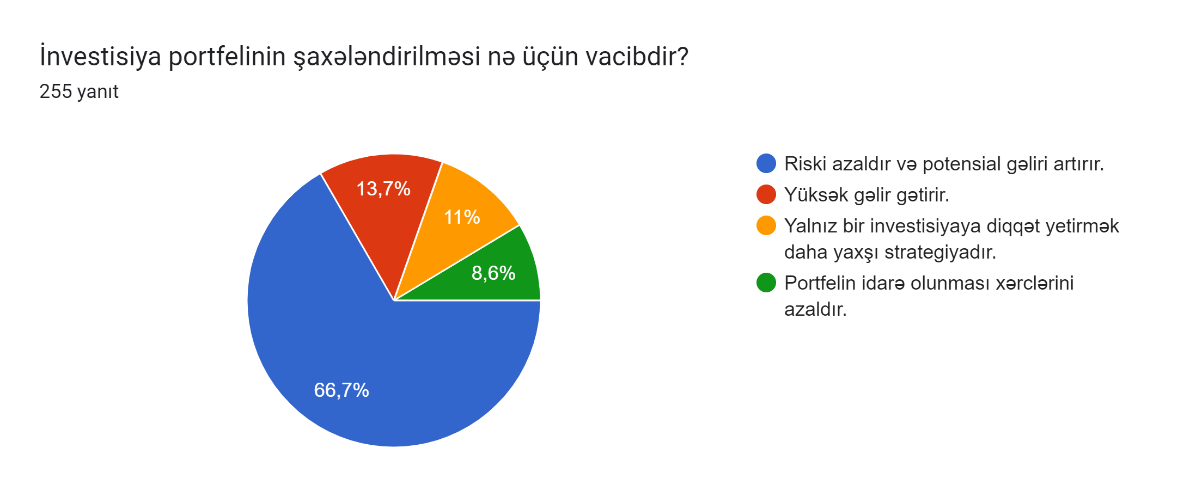 İnvestisiya portfelinin şaxələndirilməsi nə üçün vacibdir?
255 yanıt
13,7%
11%
8,6%
66,7%
Riski azaldır və potensial gəliri artırır.
Yüksək gəlir gətirir.
Yalnız bir investisiyaya diqqət yetirmək
daha yaxşı strategiyadır.
Portfelin idarə olunması xərclərini
azaldır.